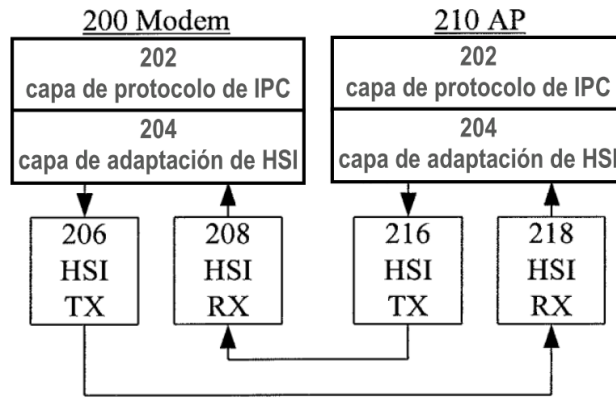 200 Modem
202
capa de protocolo de IPC
204
capa de adaptación de HSI
206
HSI
TX
208
HSI
RX
210 AP
202
capa de protocolo de IPC
204
capa de adaptación de HSI
216
HSI
TX
218
HSI
RX